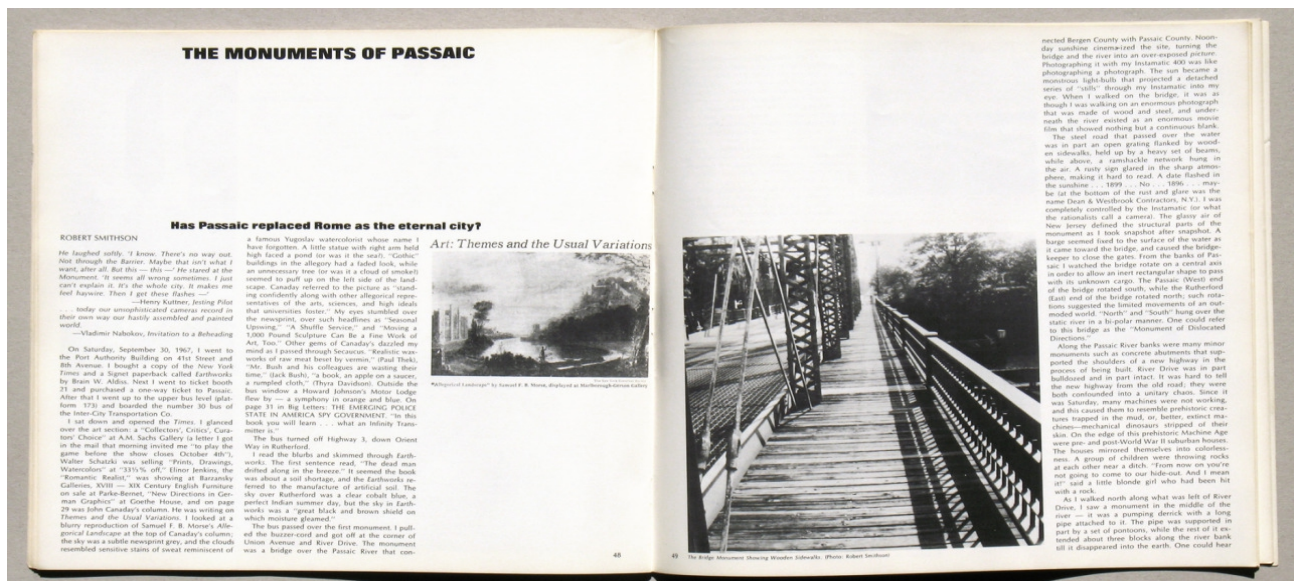 THE MONUMENTS OF PASSAIC
Has Passaic replaced Rome as the eternal city?
ROBERT SMITHSON
He laughed softly. 'I know. There's no way out.
Not through the Barrier. Maybe that isn't what I
want, after all. But this — this —' He stared at the
Monument. 'It seems all wrong sometimes. I just
can't explain it. It's the whole city. It makes me
feel haywire. Then I get these flashes —'
—Henry Kuttner, Jesting Pilot
. . . today our unsophisticated cameras record in
their own way our hastily assembled and painted
world.
—Vladimir Nabokov, Invitation to a Beheading
On Saturday, September 30, 1967, I went to
the Port Authority Building on 41st Street and
8th Avenue. I bought a copy of the New York
Times and a Signet paperback called Earthworks
by Brain W. Aldiss. Next I went to ticket booth
21 and purchased a one-way ticket to Passaic.
After that I went up to the upper bus level (plat-
form 173) and boarded the number 30 bus of
the Inter-City Transportation Co.
I sat down and opened the Times. I glanced
over the art section: a "Collectors', Critics', Cura-
tors' Choice" at A.M. Sachs Gallery (a letter I got
in the mail that morning invited me "to play the
game before the show closes October 4th"),
Walter Schatzki was selling "Prints, Drawings,
Watercolors" at "33⅓% off," Elinor Jenkins, the
"Romantic Realist," was showing at Barzansky
Galleries, XVIII — XIX Century English Furniture
on sale at Parke-Bernet, "New Directions in Ger-
man Graphics" at Goethe House, and on page
29 was John Canaday's column. He was writing on
Themes and the Usual Variations. I looked at a
blurry reproduction of Samuel F. B. Morse's Alle-
gorical Landscape at the top of Canaday's column;
the sky was a subtle newsprint grey, and the clouds
resembled sensitive stains of sweat reminiscent of
a famous Yugoslav watercolorist whose name I
have forgotten. A little statue with right arm held
high faced a pond (or was it the sea?). "Gothic"
buildings in the allegory had a faded look, while
an unnecessary tree (or was it a cloud of smoke?)
seemed to puff up on the left side of the land-
scape. Canaday referred to the picture as "stand-
ing confidently along with other allegorical repre-
sentatives of the arts, sciences, and high ideals
that universities foster." My eyes stumbled over
the newsprint, over such headlines as "Seasonal
Upswing," "A Shuffle Service," and "Moving a
1,000 Pound Sculpture Can Be a Fine Work of
Art, Too." Other gems of Canaday's dazzled my
mind as I passed through Secaucus. "Realistic wax-
works of raw meat beset by vermin," (Paul Thek),
"Mr. Bush and his colleagues are wasting their
time," (Jack Bush), "a book, an apple on a saucer,
a rumpled cloth," (Thyra Davidson). Outside the
bus window a Howard Johnson's Motor Lodge
flew by — a symphony in orange and blue. On
page 31 in Big Letters: THE EMERGING POLICE
STATE IN AMERICA SPY GOVERNMENT. "In this
book you will learn . . . what an Infinity Trans-
mitter is."
The bus turned off Highway 3, down Orient
Way in Rutherford.
I read the blurbs and skimmed through Earth-
works. The first sentence read, "The dead man
drifted along in the breeze." It seemed the book
was about a soil shortage, and the Earthworks re-
ferred to the manufacture of artificial soil. The
sky over Rutherford was a clear cobalt blue, a
perfect Indian summer day, but the sky in Earth-
works was a "great black and brown shield on
which moisture gleamed."
The bus passed over the first monument. I pull-
ed the buzzer-cord and got off at the corner of
Union Avenue and River Drive. The monument
was a bridge over the Passaic River that con-
Art: Themes and the Usual Variations
"Allegorical Landscape" by Samuel F. B. Morse, displayed at Marlborough-Gerson Gallery
48
49
The Bridge Monument Showing Wooden Sidewalks. (Photo: Robert Smithson)
nected Bergen County with Passaic County. Noon-
day sunshine cinema-ized the site, turning the
bridge and the river into an over-exposed picture.
Photographing it with my Instamatic 400 was like
photographing a photograph. The sun became a
monstrous light-bulb that projected a detached
series of "stills" through my Instamatic into my
eye. When I walked on the bridge, it was as
though I was walking on an enormous photograph
that was made of wood and steel, and under-
neath the river existed as an enormous movie
film that showed nothing but a continuous blank.
The steel road that passed over the water
was in part an open grating flanked by wood-
en sidewalks, held up by a heavy set of beams,
while above, a ramshackle network hung in
the air. A rusty sign glared in the sharp atmos-
phere, making it hard to read. A date flashed in
the sunshine . . . 1899 . . . No . . . 1896 . . . may-
be (at the bottom of the rust and glare was the
name Dean & Westbrook Contractors, N.Y.). I was
completely controlled by the Instamatic (or what
the rationalists call a camera). The glassy air of
New Jersey defined the structural parts of the
monument as I took snapshot after snapshot. A
barge seemed fixed to the surface of the water as
it came toward the bridge, and caused the bridge-
keeper to close the gates. From the banks of Pas-
saic I watched the bridge rotate on a central axis
in order to allow an inert rectangular shape to pass
with its unknown cargo. The Passaic (West) end
of the bridge rotated south, while the Rutherford
(East) end of the bridge rotated north; such rota-
tions suggested the limited movements of an out-
moded world. "North" and "South" hung over the
static river in a bi-polar manner. One could refer
to this bridge as the "Monument of Dislocated
Directions."
Along the Passaic River banks were many minor
monuments such as concrete abutments that sup-
ported the shoulders of a new highway in the
process of being built. River Drive was in part
bulldozed and in part intact. It was hard to tell
the new highway from the old road; they were
both confounded into a unitary chaos. Since it
was Saturday, many machines were not working,
and this caused them to resemble prehistoric crea-
tures trapped in the mud, or, better, extinct ma-
chines—mechanical dinosaurs stripped of their
skin. On the edge of this prehistoric Machine Age
were pre- and post-World War II suburban houses.
The houses mirrored themselves into colorless-
ness. A group of children were throwing rocks
at each other near a ditch. "From now on you're
not going to come to our hide-out. And I mean
it!" said a little blonde girl who had been hit
with a rock.
As I walked north along what was left of River
Drive, I saw a monument in the middle of the
river — it was a pumping derrick with a long
pipe attached to it. The pipe was supported in
part by a set of pontoons, while the rest of it ex-
tended about three blocks along the river bank
till it disappeared into the earth. One could hear